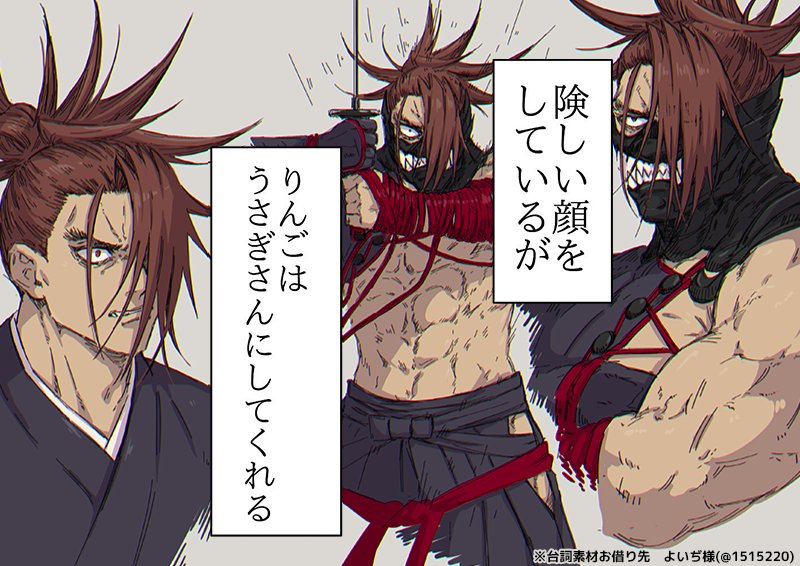 険しい顔を
しているが
りんごは
うさぎさんにしてくれる
※台詞素材お借り先　よいぢ様(@1515220)